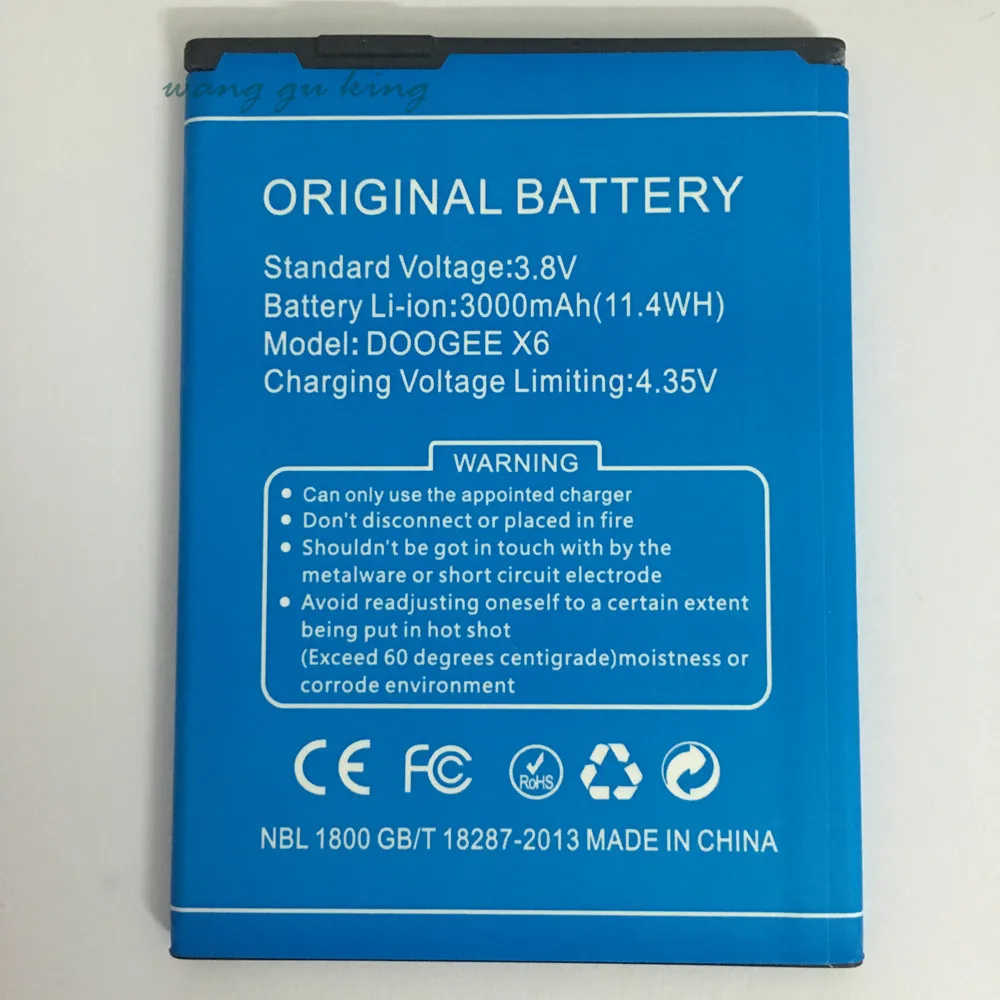 wang gu king
ORIGINAL BATTERY
Standard Voltage:3.8V
Battery Li-ion:3000mAh(11.4WH)
Model: DOOGEE X6
Charging Voltage Limiting:4.35V
WARNING
• Can only use the appointed charger
• Don't disconnect or placed in fire
• Shouldn't be got in touch with by the
metalware or short circuit electrode
• Avoid readjusting oneself to a certain extent
being put in hot shot
(Exceed 60 degrees centigrade)moistness or
corrode environment
CE FC RoHS
NBL 1800 GB/T 18287-2013 MADE IN CHINA